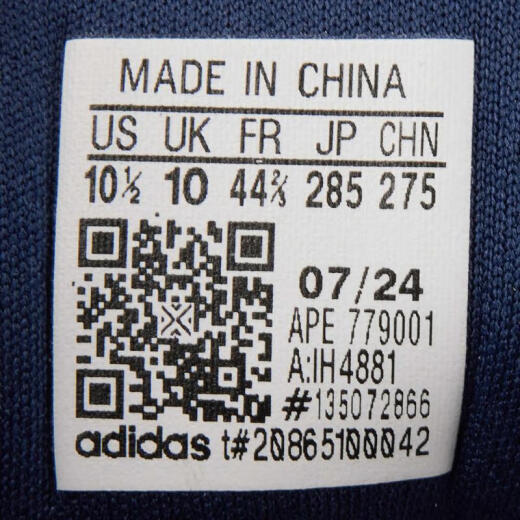 MADE IN CHINA
US UK FR JP CHN
10½ 10 44⅔ 285 275
07/24
APE 779001
A:IH4881
#135072866
adidas t#20865100042